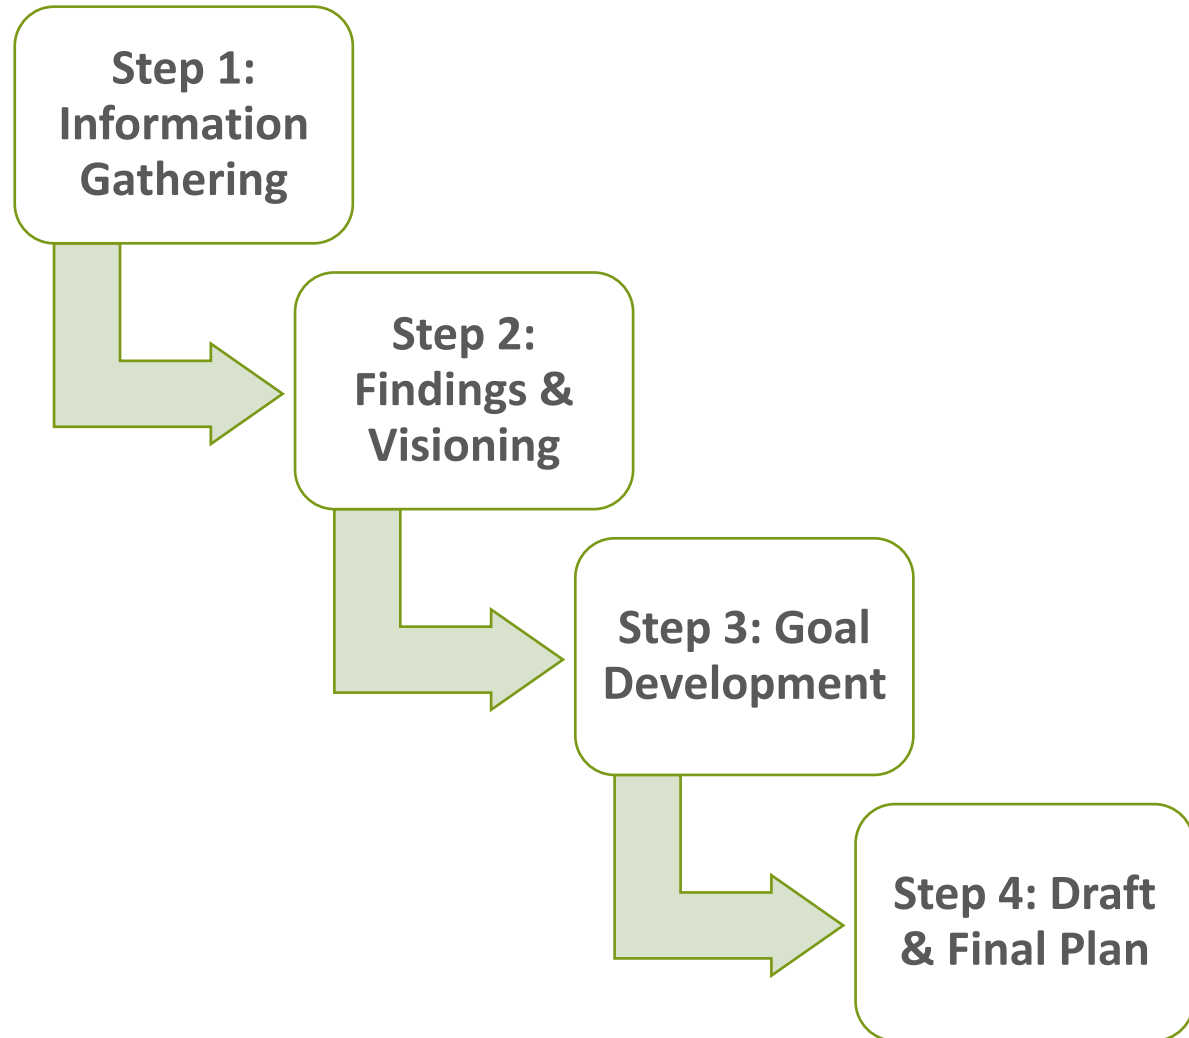 Step 1:
Information
Gathering
Step 2:
Findings &
Visioning
Step 3: Goal
Development
Step 4: Draft
& Final Plan